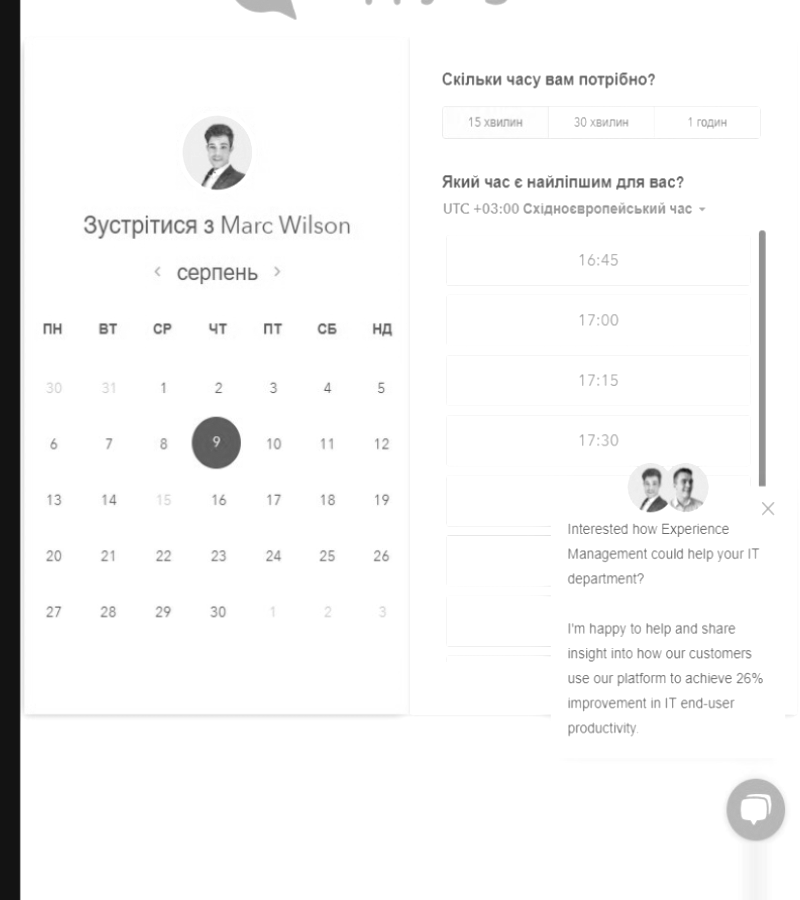 Зустрітися з Marc Wilson
серпень
ПН ВТ СР ЧТ ПТ СБ НД
30 31 1 2 3 4 5
6 7 8 9 10 11 12
13 14 15 16 17 18 19
20 21 22 23 24 25 26
27 28 29 30 1 2 3
Скільки часу вам потрібно?
15 хвилин 30 хвилин 1 годин
Який час є найліпшим для вас?
UTC +03:00 Східноєвропейський час
16:45
17:00
17:15
17:30
Interested how Experience
Management could help your IT
department?
I'm happy to help and share
insight into how our customers
use our platform to achieve 26%
improvement in IT end-user
productivity.